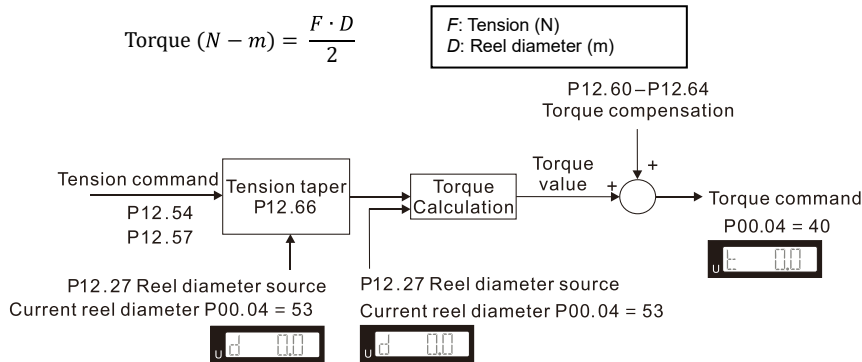 Torque (N − m) = F · D / 2
F: Tension (N)
D: Reel diameter (m)
P12.60–P12.64
Torque compensation
Tension command
P12.54
P12.57
Tension taper
P12.66
Torque
Calculation
Torque
value
+
+
Torque command
P00.04 = 40
U t 0.0
P12.27 Reel diameter source
Current reel diameter P00.04 = 53
U d 0.0
P12.27 Reel diameter source
Current reel diameter P00.04 = 53
U d 0.0